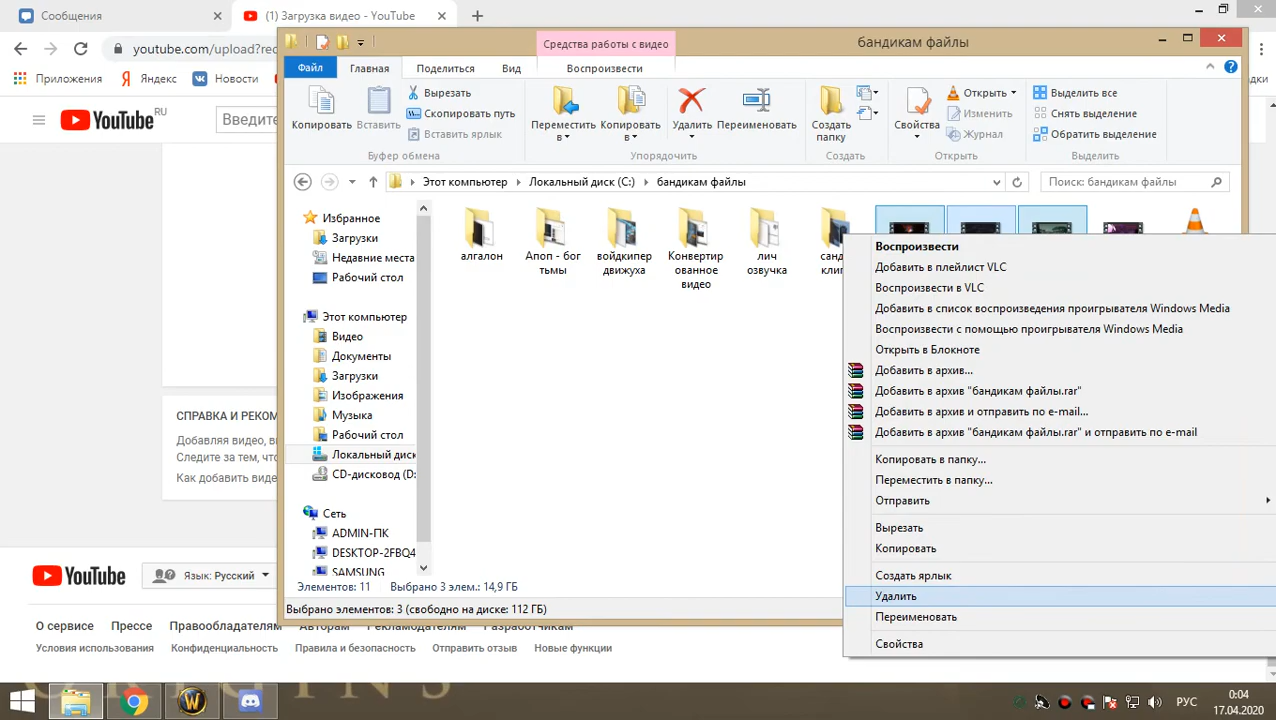 Сообщения
(1) Загрузка видео - YouTube
youtube.com/upload?rec
Приложения
Яндекс
Новости
YouTube RU
Введите
СПРАВКА И РЕКОМ
Добавляя видео, в
Следите за тем, что
Как добавить виде
YouTube
Язык: Русский
О сервисе Прессе Правообладателям Авторам Рекламодателям Разработчикам
Условия использования Конфиденциальность Правила и безопасность Отправить отзыв Новые функции
Средства работы с видео
бандикам файлы
Файл Главная Поделиться Вид Воспроизвести
Копировать
Вставить
Вырезать
Скопировать путь
Вставить ярлык
Буфер обмена
Переместить в
Копировать в
Удалить
Переименовать
Упорядочить
Создать папку
Создать
Свойства
Открыть
Изменить
Журнал
Открыть
Выделить все
Снять выделение
Обратить выделение
Выделить
Этот компьютер Локальный диск (C:) бандикам файлы
Поиск: бандикам файлы
Избранное
Загрузки
Недавние места
Рабочий стол
Этот компьютер
Видео
Документы
Загрузки
Изображения
Музыка
Рабочий стол
Локальный диск
CD-дисковод (D:
Сеть
ADMIN-ПК
DESKTOP-2FBQ4
SAMSUNG
алгалон
Апоп - бог тьмы
войдкипер движуха
Конвертированное видео
лич озвучка
Воспроизвести
Добавить в плейлист VLC
Воспроизвести в VLC
Добавить в список воспроизведения проигрывателя Windows Media
Воспроизвести с помощью проигрывателя Windows Media
Открыть в Блокноте
Добавить в архив...
Добавить в архив "бандикам файлы.rar"
Добавить в архив и отправить по e-mail...
Добавить в архив "бандикам файлы.rar" и отправить по e-mail
Копировать в папку...
Переместить в папку...
Отправить
Вырезать
Копировать
Создать ярлык
Удалить
Переименовать
Свойства
Элементов: 11 Выбрано 3 элем.: 14,9 ГБ
Выбрано элементов: 3 (свободно на диске: 112 ГБ)
РУС
0:04
17.04.2020